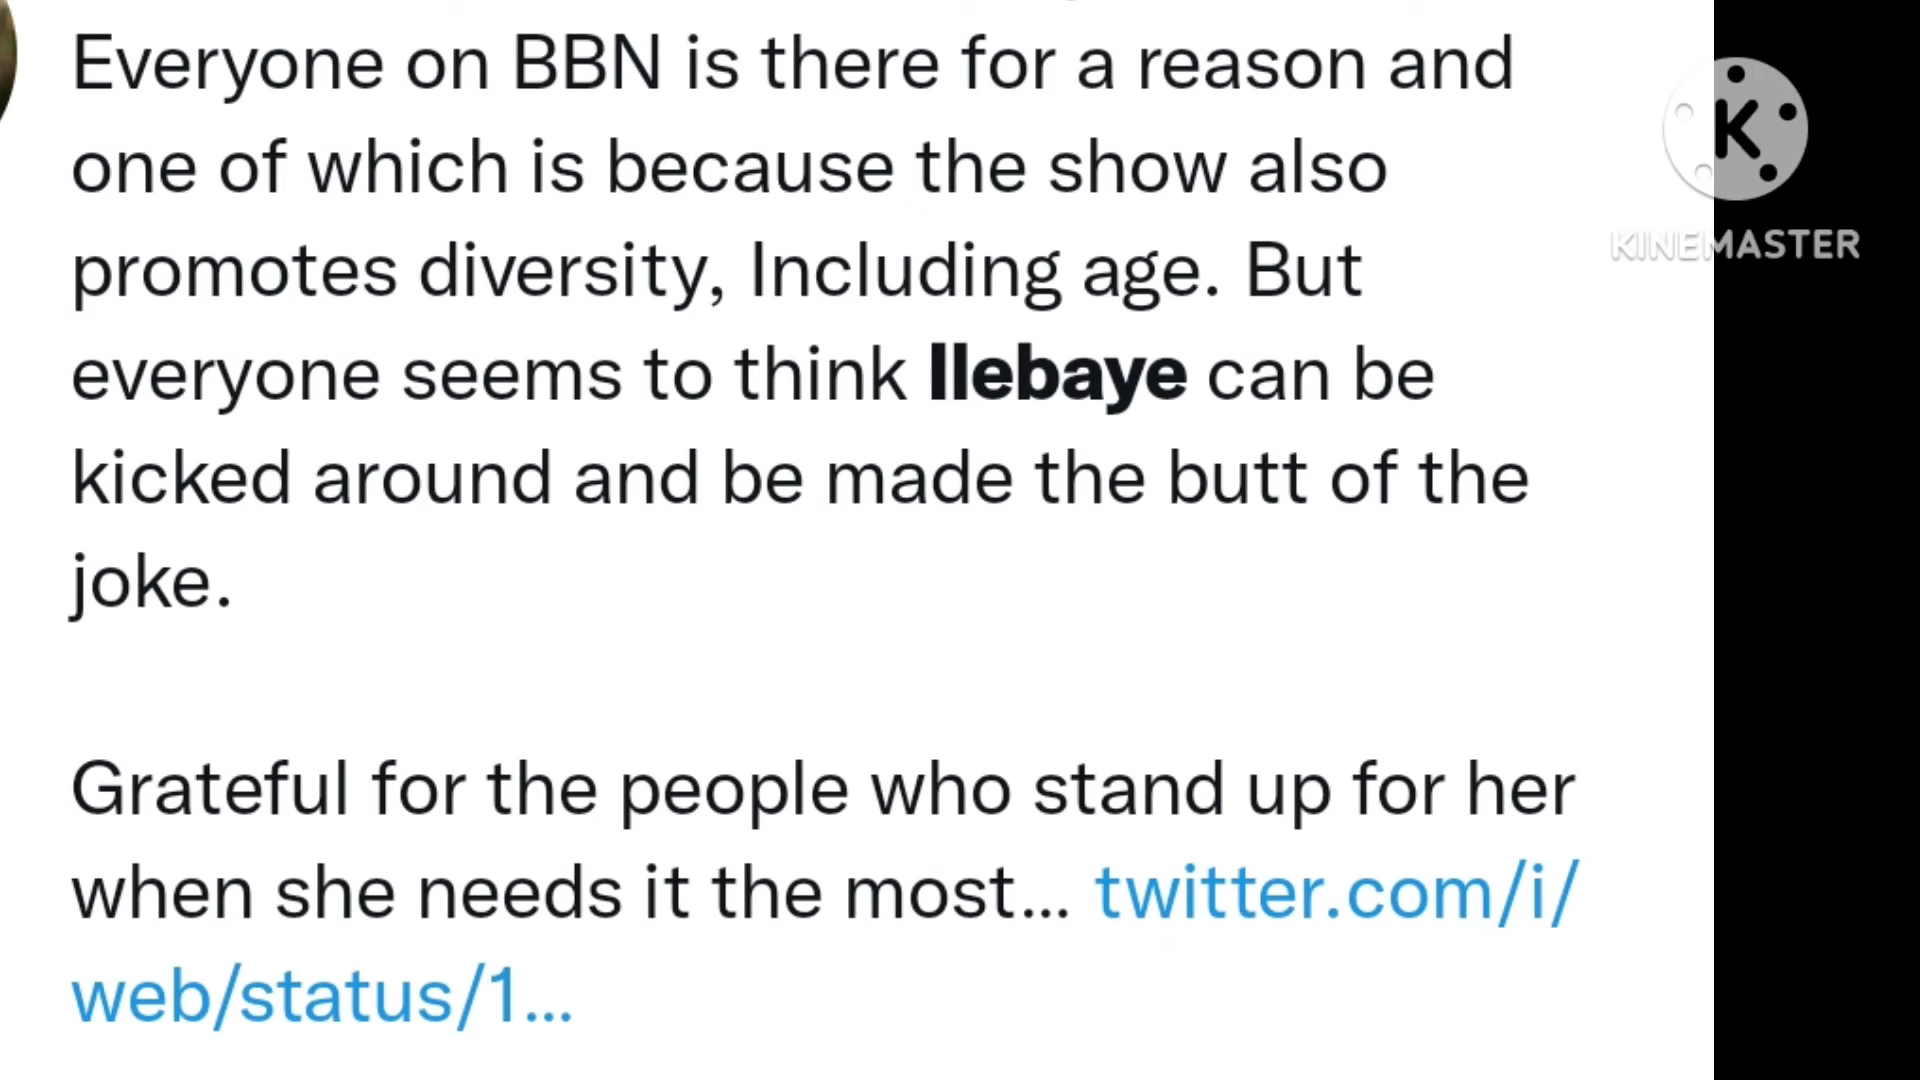 Everyone on BBN is there for a reason and
one of which is because the show also
promotes diversity, Including age. But
everyone seems to think Ilebaye can be
kicked around and be made the butt of the
joke.
Grateful for the people who stand up for her
when she needs it the most... twitter.com/i/
web/status/1...
K
KINEMASTER